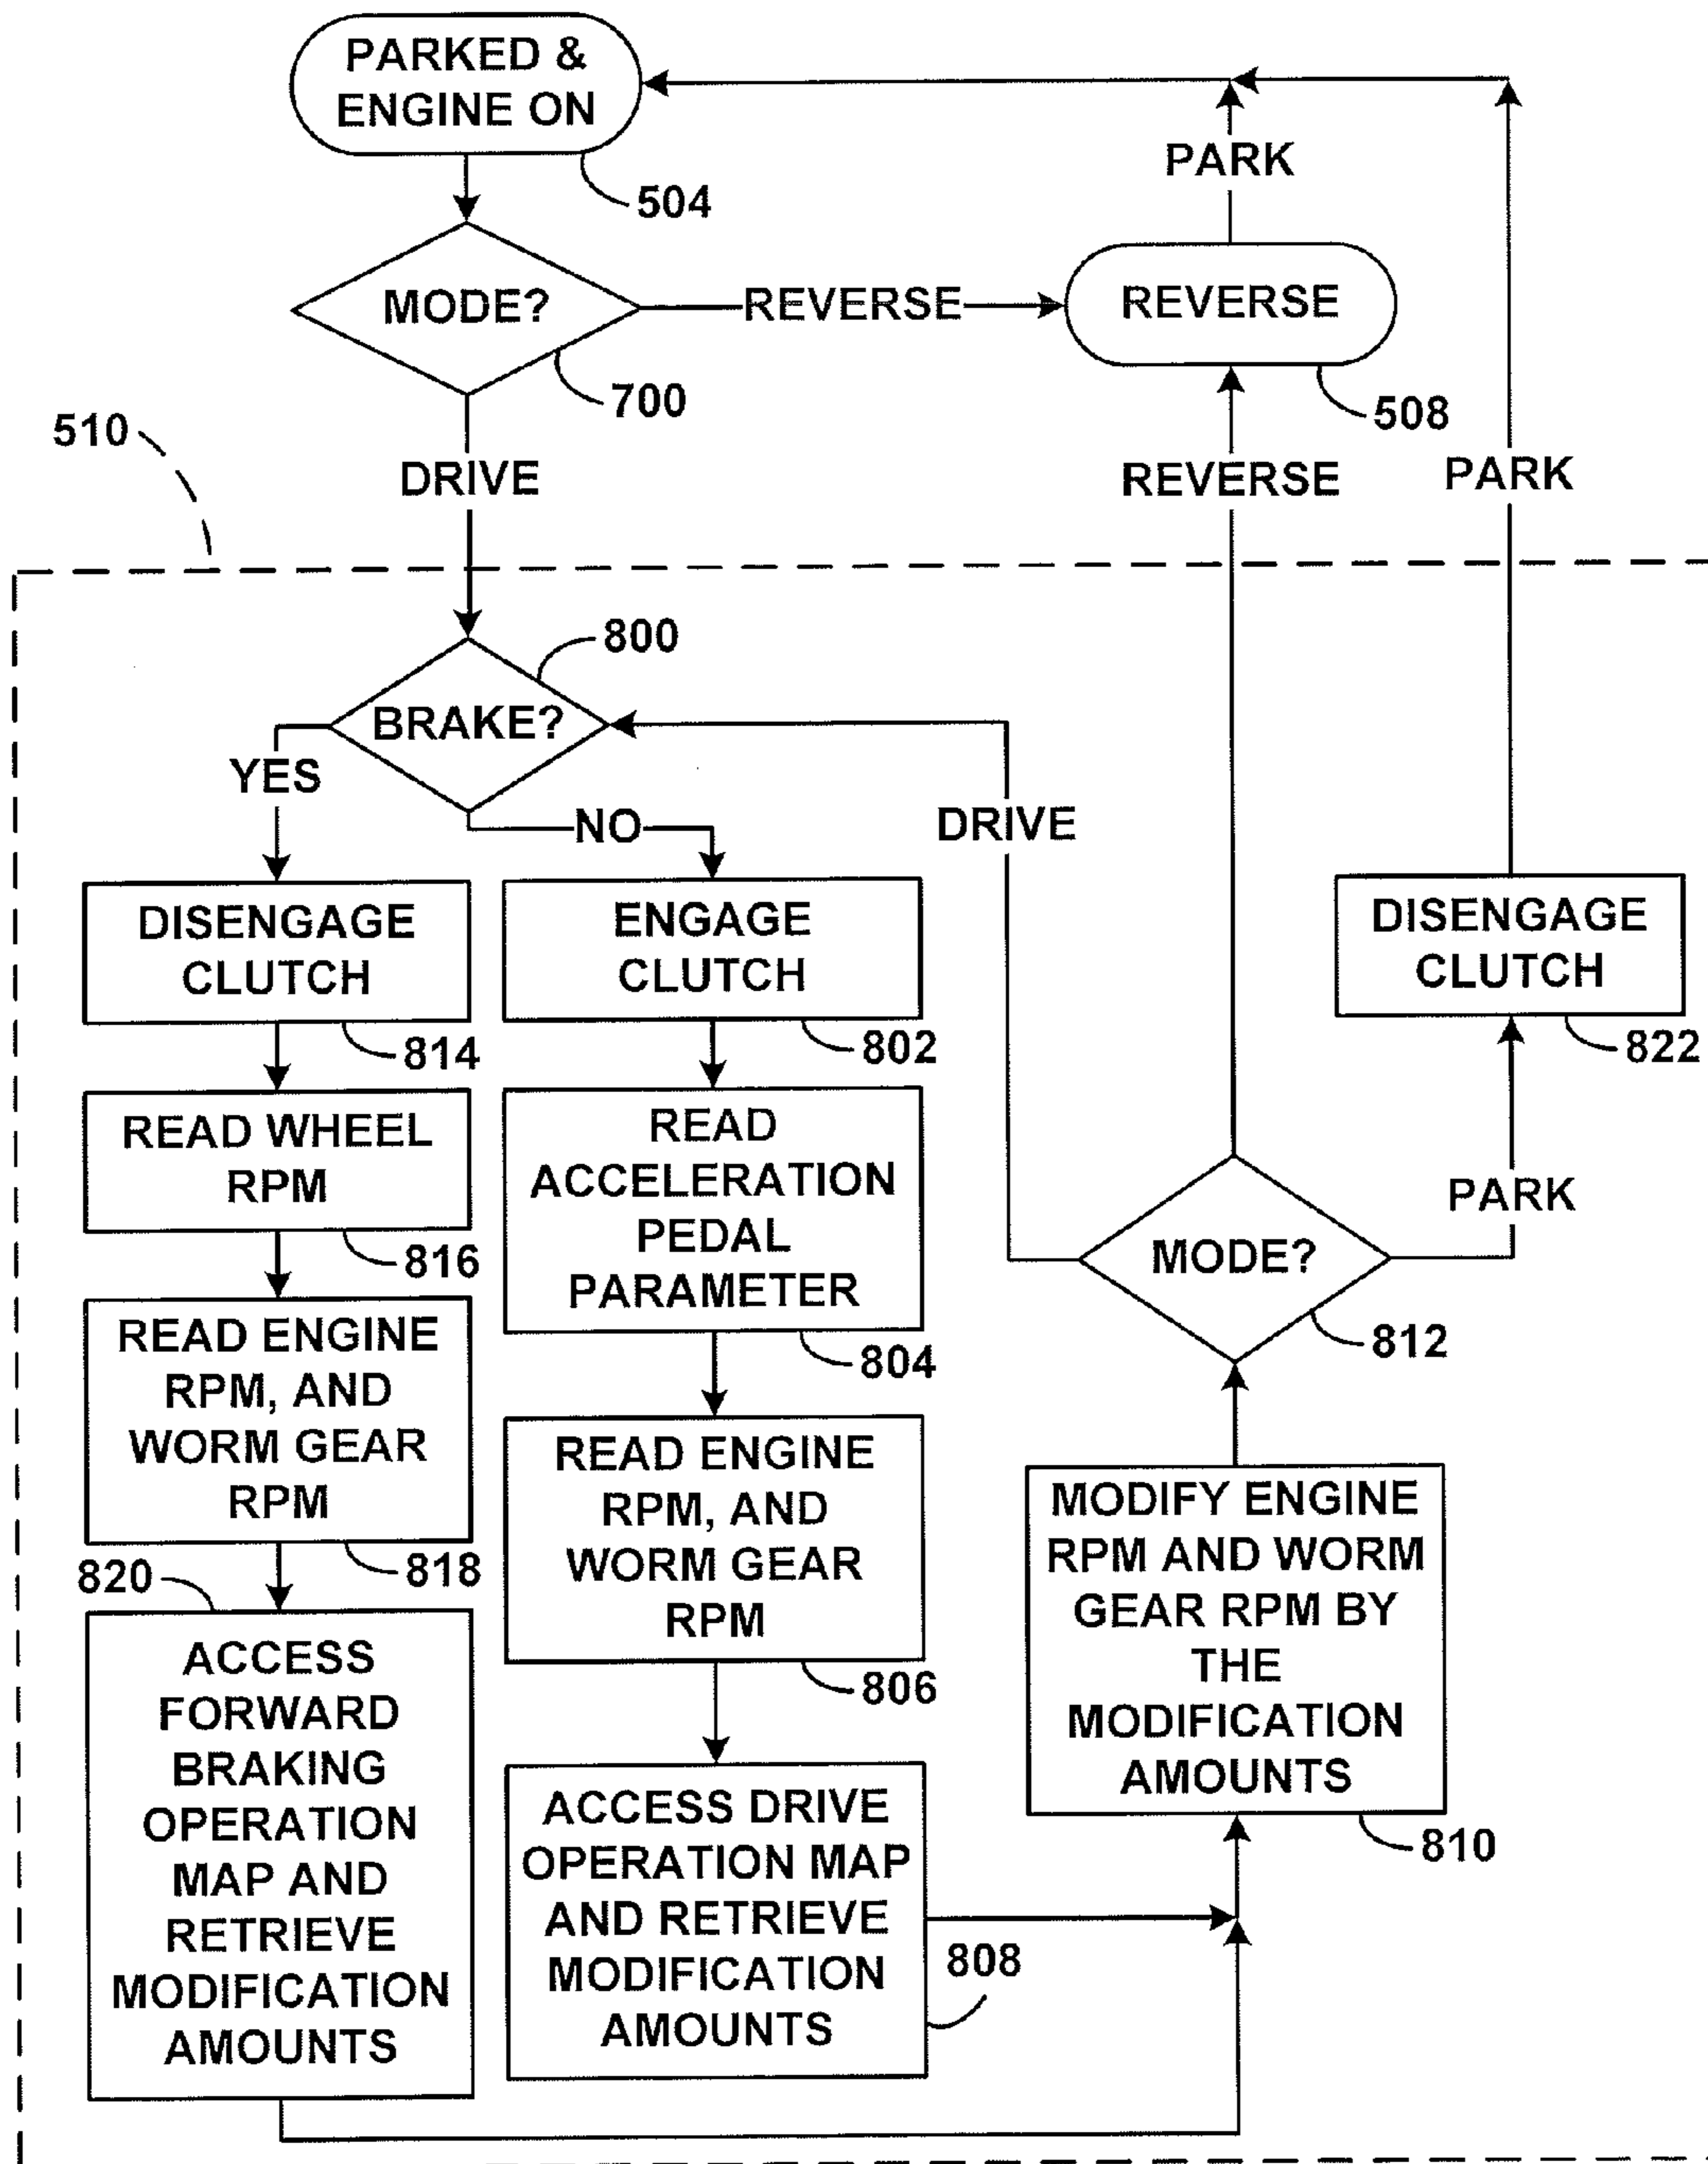 PARKED &
ENGINE ON
504
MODE?
700
REVERSE
REVERSE
508
PARK
510
DRIVE
REVERSE
PARK
800
BRAKE?
YES
NO
DRIVE
DISENGAGE
CLUTCH
814
ENGAGE
CLUTCH
802
DISENGAGE
CLUTCH
822
READ WHEEL
RPM
816
READ
ACCELERATION
PEDAL
PARAMETER
804
MODE?
812
PARK
READ ENGINE
RPM, AND
WORM GEAR
RPM
818
READ ENGINE
RPM, AND
WORM GEAR
RPM
806
MODIFY ENGINE
RPM AND WORM
GEAR RPM BY
THE
MODIFICATION
AMOUNTS
810
820
ACCESS
FORWARD
BRAKING
OPERATION
MAP AND
RETRIEVE
MODIFICATION
AMOUNTS
ACCESS DRIVE
OPERATION MAP
AND RETRIEVE
MODIFICATION
AMOUNTS
808